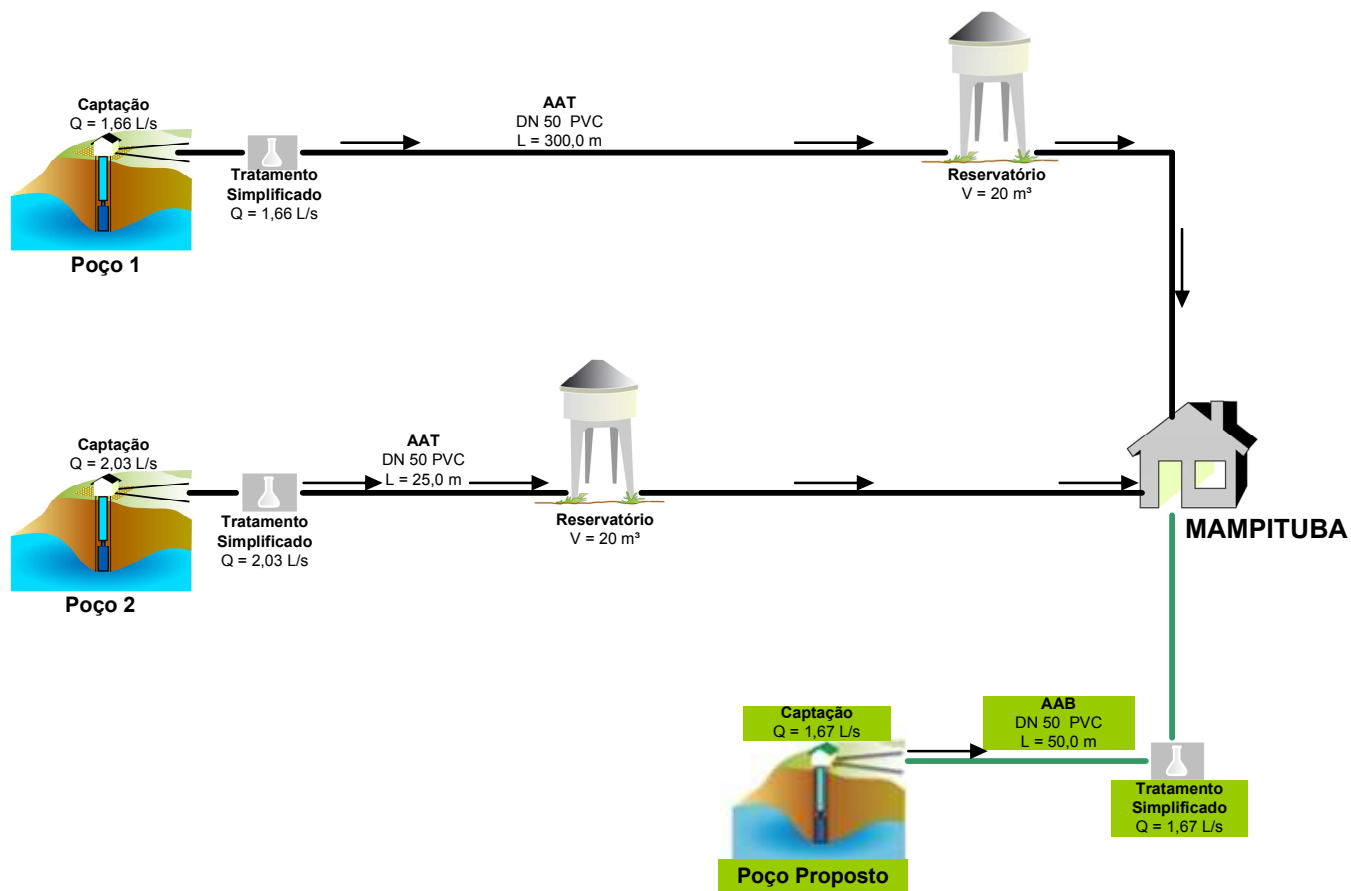 Captação
Q = 1,66 L/s
AAT
DN 50  PVC
L = 300,0 m
Tratamento
Simplificado
Q = 1,66 L/s
Reservatório
V = 20 m³
Poço 1
Captação
Q = 2,03 L/s
AAT
DN 50 PVC
L = 25,0 m
Tratamento
Simplificado
Q = 2,03 L/s
Reservatório
V = 20 m³
Poço 2
MAMPITUBA
Captação
Q = 1,67 L/s
AAB
DN 50  PVC
L = 50,0 m
Tratamento
Simplificado
Q = 1,67 L/s
Poço Proposto